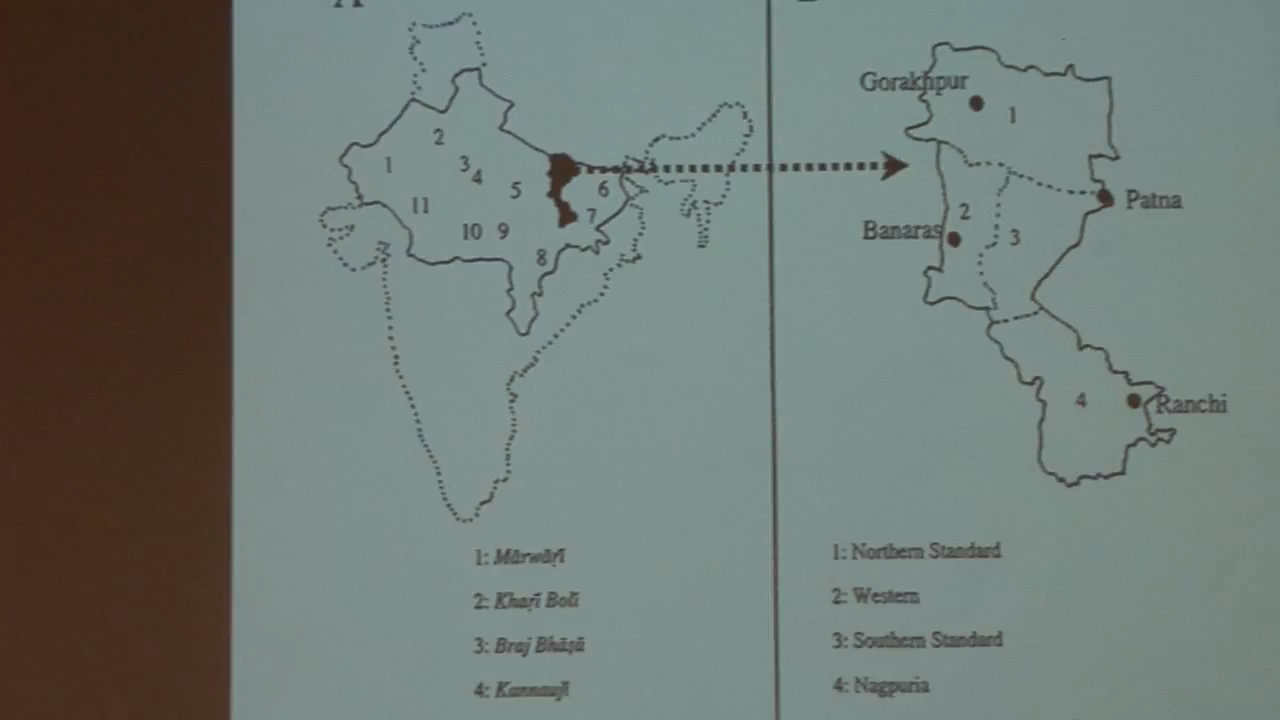 A
1
2
3
4
5
6
7
8
9
10
11
1: Mārwāṛī
2: Khaṛī Bolī
3: Braj Bhāṣā
4: Kannaujī
Gorakhpur
1
Patna
2
Banaras
3
4
Ranchi
1: Northern Standard
2: Western
3: Southern Standard
4: Nagpuria